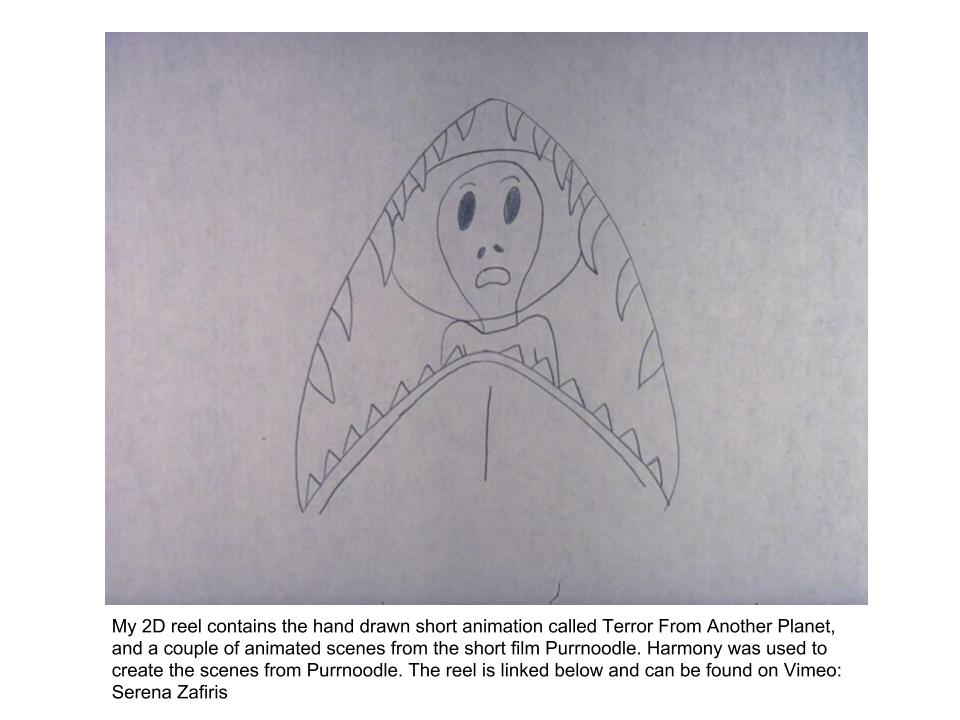 My 2D reel contains the hand drawn short animation called Terror From Another Planet,
and a couple of animated scenes from the short film Purrnoodle. Harmony was used to
create the scenes from Purrnoodle. The reel is linked below and can be found on Vimeo:
Serena Zafiris